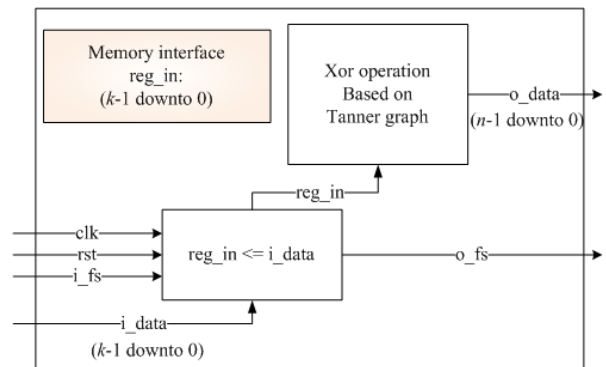 Memory interface
reg_in:
(k-1 downto 0)
Xor operation
Based on
Tanner graph
o_data
(n-1 downto 0)
reg_in
clk
rst
i_fs
reg_in <= i_data
o_fs
i_data
(k-1 downto 0)